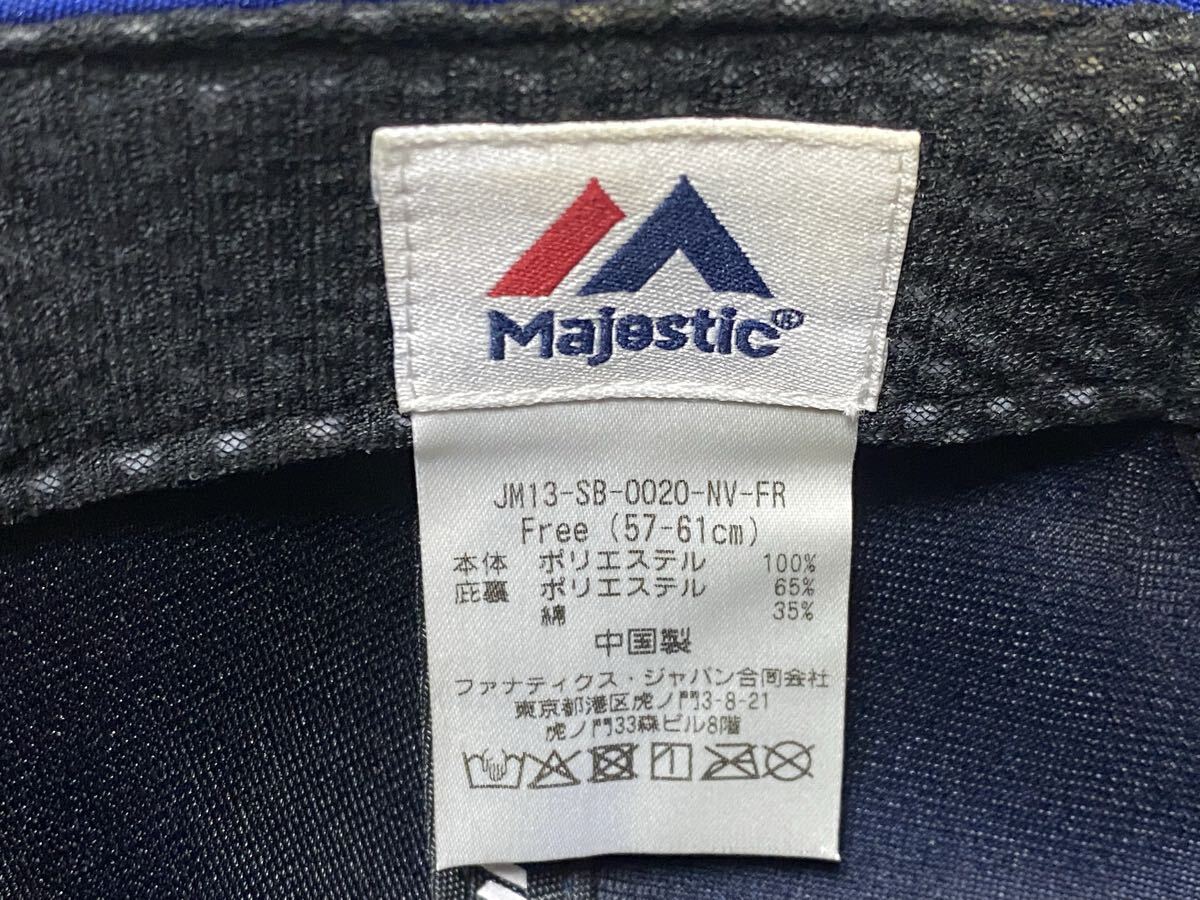 Majestic®
JM13-SB-0020-NV-FR
Free (57-61cm)
本体 ポリエステル 100%
庇裏 ポリエステル 65%
綿 35%
中国製
ファナティクス・ジャパン合同会社
東京都港区虎ノ門3-8-21
虎ノ門33森ビル8階